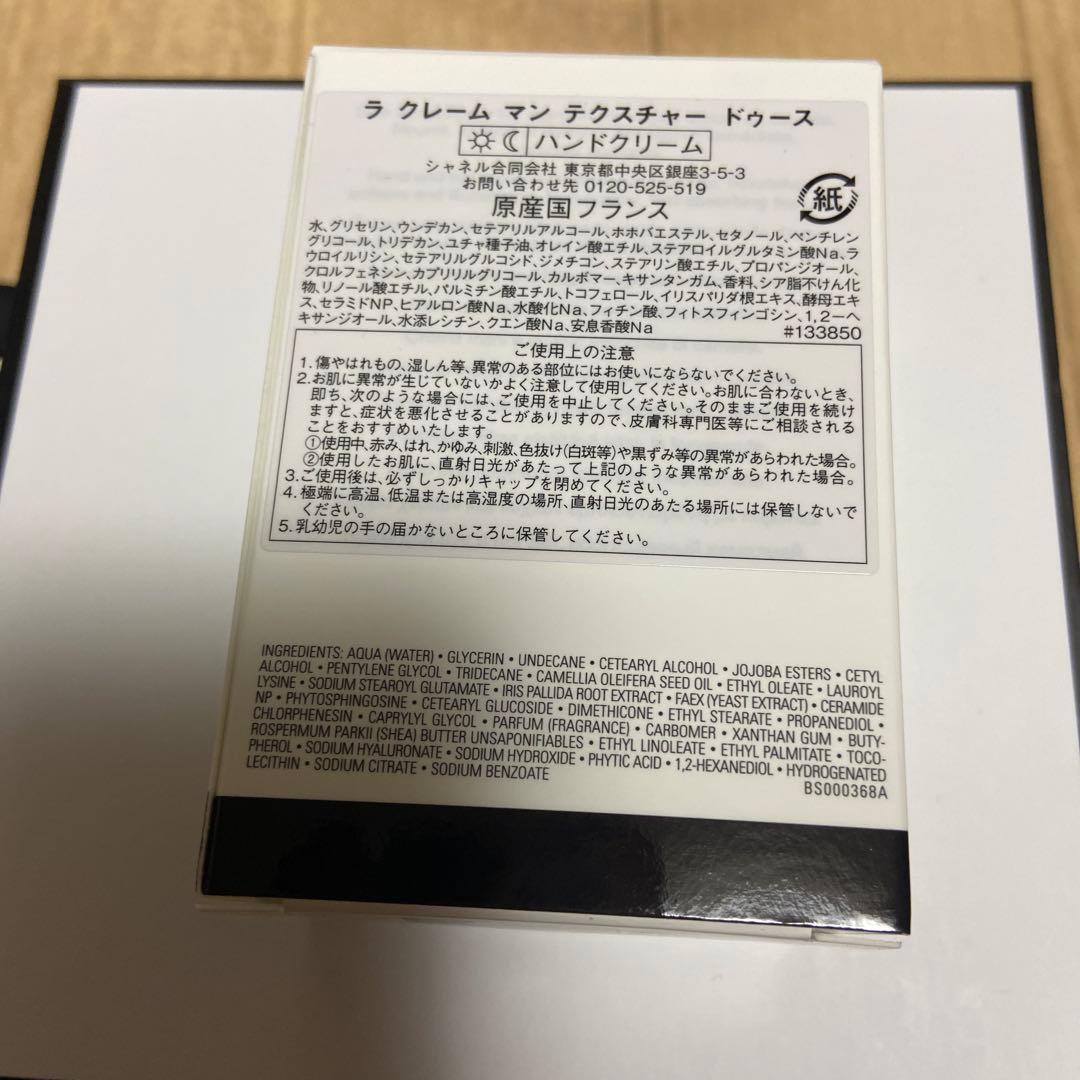 ラ クレーム マン テクスチャー ドゥース
ハンドクリーム
シャネル合同会社 東京都中央区銀座3-5-3
お問い合わせ先 0120-525-519
紙
原産国フランス
水、グリセリン、ウンデカン、セテアリルアルコール、ホホバエステル、セタノール、ペンチレン
グリコール、トリデカン、ユチャ種子油、オレイン酸エチル、ステアロイルグルタミン酸Na、ラ
ウロイルリシン、セテアリルグルコシド、ジメチコン、ステアリン酸エチル、プロパンジオール、
クロルフェネシン、カプリリルグリコール、カルボマー、キサンタンガム、香料、シア脂不けん化
物、リノール酸エチル、パルミチン酸エチル、トコフェロール、イリスパリダ根エキス、酵母エキ
ス、セラミドNP、ヒアルロン酸Na、水酸化Na、フィチン酸、フィトスフィンゴシン、1,2-ヘ
キサンジオール、水添レシチン、クエン酸Na、安息香酸Na
#133850
ご使用上の注意
1. 傷やはれもの、湿しん等、異常のある部位にはお使いにならないでください。
2. お肌に異常が生じていないかよく注意して使用してください。お肌に合わないとき、
即ち、次のような場合には、ご使用を中止してください。そのままご使用を続け
ますと、症状を悪化させることがありますので、皮膚科専門医等にご相談される
ことをおすすめいたします。
①使用中、赤み、はれ、かゆみ、刺激、色抜け(白斑等)や黒ずみ等の異常があらわれた場合。
②使用したお肌に、直射日光があたって上記のような異常があらわれた場合。
3. ご使用後は、必ずしっかりキャップを閉めてください。
4. 極端に高温、低温または高湿度の場所、直射日光のあたる場所には保管しないで
ください。
5. 乳幼児の手の届かないところに保管してください。
INGREDIENTS: AQUA (WATER) • GLYCERIN • UNDECANE • CETEARYL ALCOHOL • JOJOBA ESTERS • CETYL
ALCOHOL • PENTYLENE GLYCOL • TRIDECANE • CAMELLIA OLEIFERA SEED OIL • ETHYL OLEATE • LAUROYL
LYSINE • SODIUM STEAROYL GLUTAMATE • IRIS PALLIDA ROOT EXTRACT • FAEX (YEAST EXTRACT) • CERAMIDE
NP • PHYTOSPHINGOSINE • CETEARYL GLUCOSIDE • DIMETHICONE • ETHYL STEARATE • PROPANEDIOL •
CHLORPHENESIN • CAPRYLYL GLYCOL • PARFUM (FRAGRANCE) • CARBOMER • XANTHAN GUM • BUTY-
ROSPERMUM PARKII (SHEA) BUTTER UNSAPONIFIABLES • ETHYL LINOLEATE • ETHYL PALMITATE • TOCO-
PHEROL • SODIUM HYALURONATE • SODIUM HYDROXIDE • PHYTIC ACID • 1,2-HEXANEDIOL • HYDROGENATED
LECITHIN • SODIUM CITRATE • SODIUM BENZOATE
BS000368A